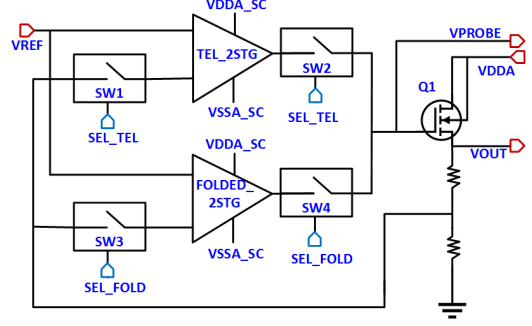 VDDA_SC
VREF
VPROBE
TEL_2STG
SW2
VDDA
SW1
Q1
VSSA_SC
SEL_TEL
SEL_TEL
VDDA_SC
VOUT
FOLDED_
2STG
SW4
SW3
VSSA_SC
SEL_FOLD
SEL_FOLD